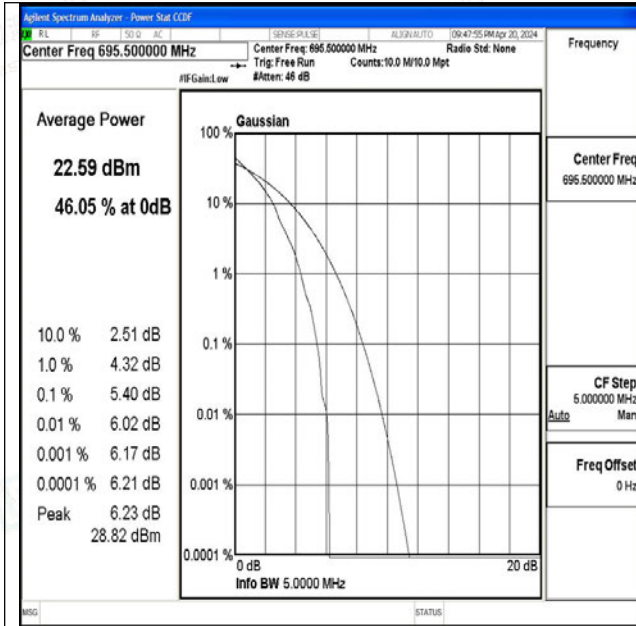 Agilent Spectrum Analyzer - Power Stat CCDF
RL RF 50 Ω AC SENSE:PULSE ALIGN AUTO 09:47:55 PM Apr 20, 2024
Center Freq 695.500000 MHz
Center Freq: 695.500000 MHz Radio Std: None
Trig: Free Run Counts:10.0 M/10.0 Mpt
#IFGain:Low #Atten: 46 dB
Frequency
Average Power
22.59 dBm
46.05 % at 0dB
10.0 % 2.51 dB
1.0 % 4.32 dB
0.1 % 5.40 dB
0.01 % 6.02 dB
0.001 % 6.17 dB
0.0001 % 6.21 dB
Peak 6.23 dB
28.82 dBm
Gaussian
100 %
10 %
1 %
0.1 %
0.01 %
0.001 %
0.0001 %
0 dB 20 dB
Info BW 5.0000 MHz
Center Freq
695.500000 MHz
CF Step
5.000000 MHz
Auto Man
Freq Offset
0 Hz
MSG STATUS